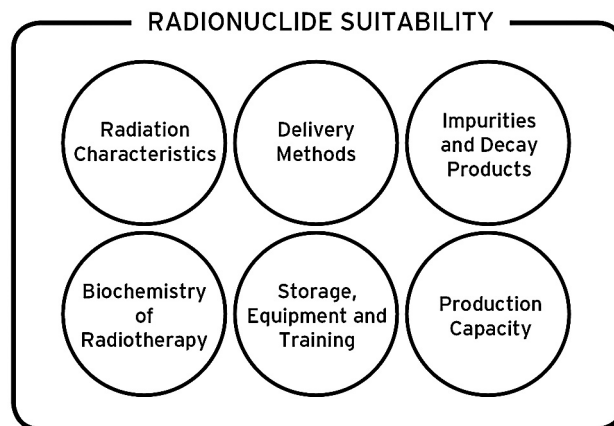 RADIONUCLIDE SUITABILITY
Radiation
Characteristics
Delivery
Methods
Impurities
and Decay
Products
Biochemistry
of
Radiotherapy
Storage,
Equipment and
Training
Production
Capacity